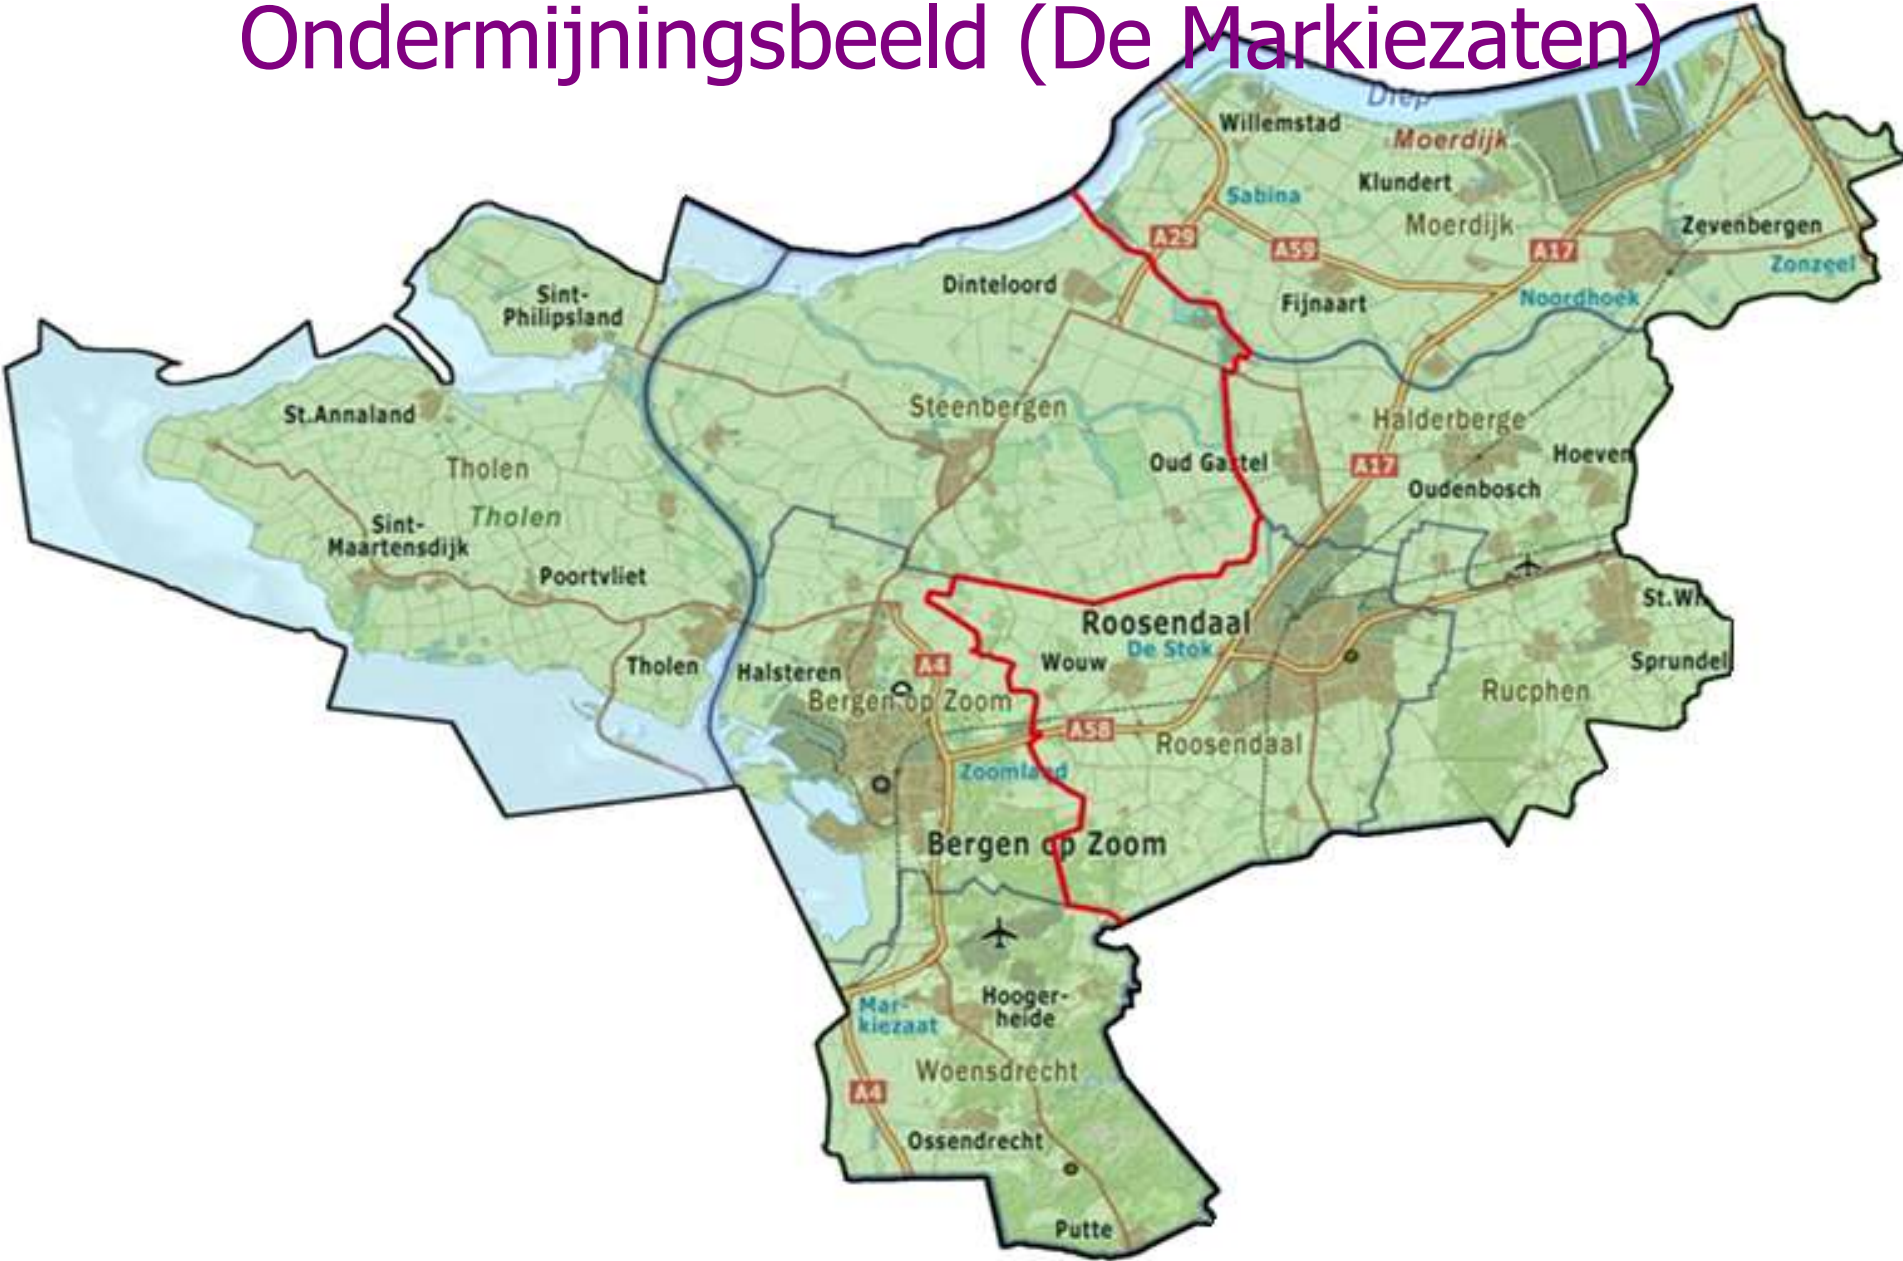 Ondermijningsbeeld (De Markiezaten)
Diep
Willemstad
Moerdijk
Klundert
Sabina
Moerdijk
Zevenbergen
A29
A59
A17
Zonzeel
Dinteloord
Fijnaart
Noordhoek
Sint-
Philipsland
St.Annaland
Steenbergen
Halderberge
Tholen
Oud Gastel
A17
Hoeven
Oudenbosch
Tholen
Sint-
Maartensdijk
Poortvliet
St.Wi
Roosendaal
De Stok
Tholen
Halsteren
A4
Wouw
Sprundel
Bergen op Zoom
Rucphen
A58
Roosendaal
Zoomland
Bergen op Zoom
Hooger-
heide
Mar-
kiezaat
Woensdrecht
A4
Ossendrecht
Putte